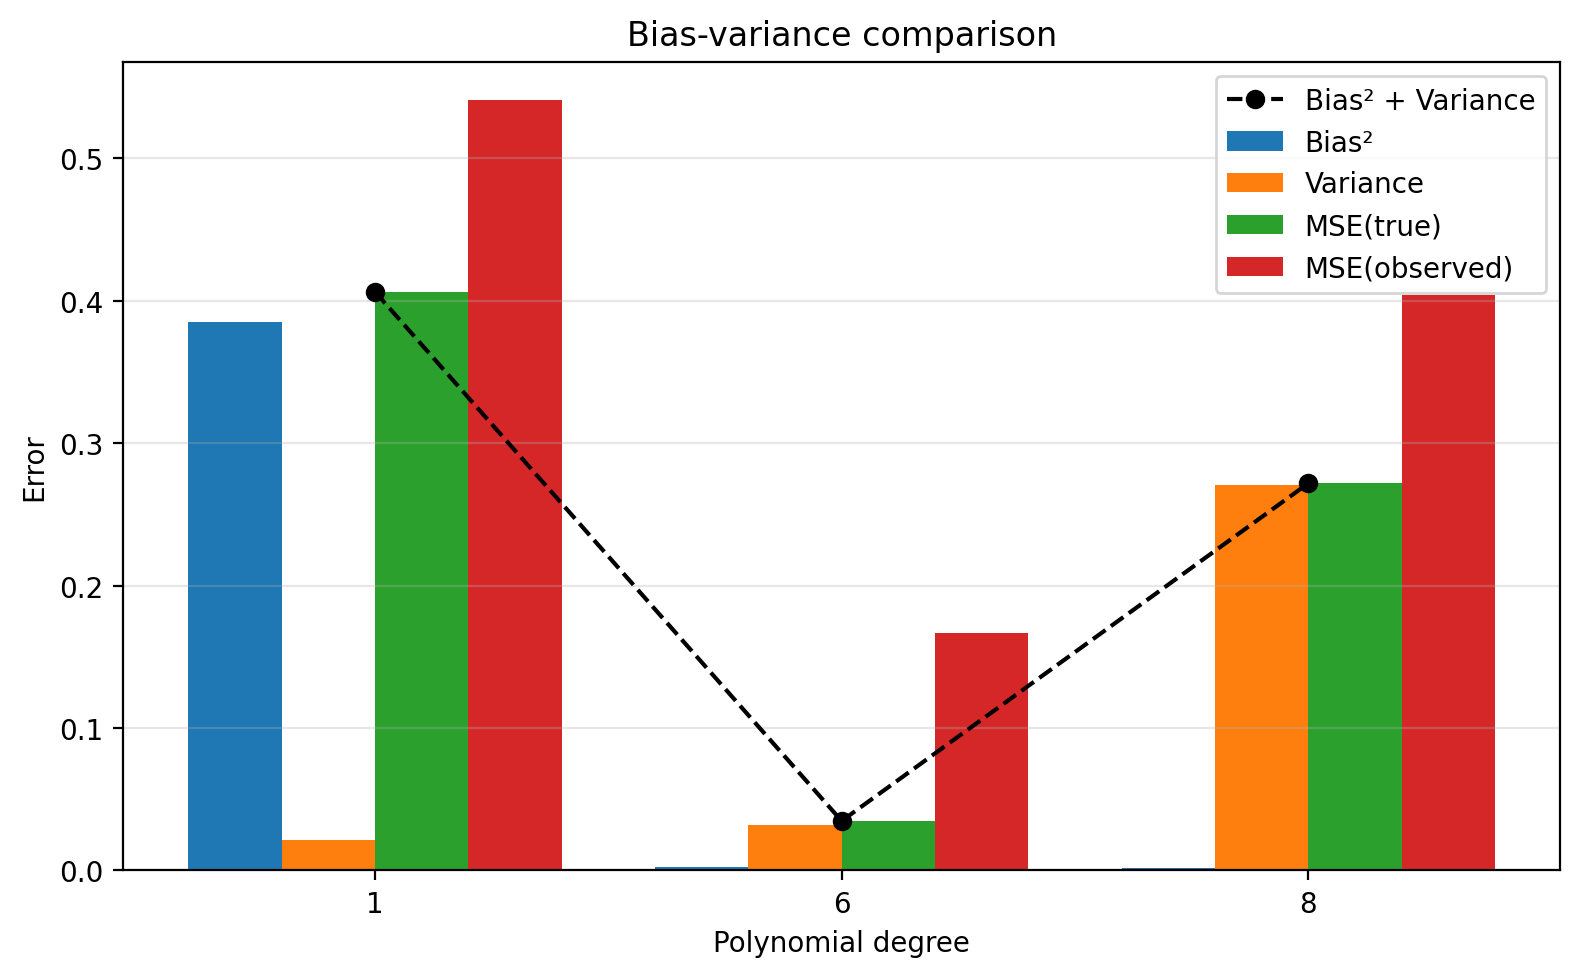 Bias-variance comparison
Bias² + Variance
Bias²
Variance
MSE(true)
MSE(observed)
Error
0.5
0.4
0.3
0.2
0.1
0.0
1
6
8
Polynomial degree